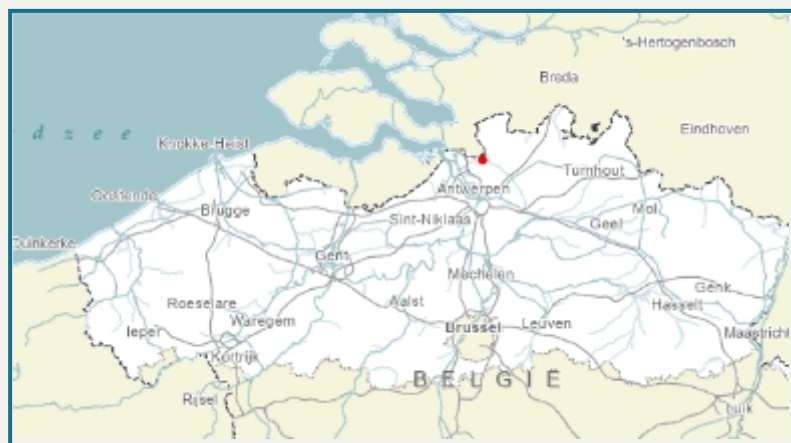 's-Hertogenbosch
Breda
d z e e
Eindhoven
Knokke-Heist
Turnhout
Antwerpen
Oostende
Brugge
Sint-Niklaas
Mol
Geel
Duinkerke
Gent
Mechelen
Genk
Roeselare
Aalst
Hasselt
Ieper
Waregem
Brussel
Leuven
Maastricht
Kortrijk
BELGIË
Rijsel
Luik